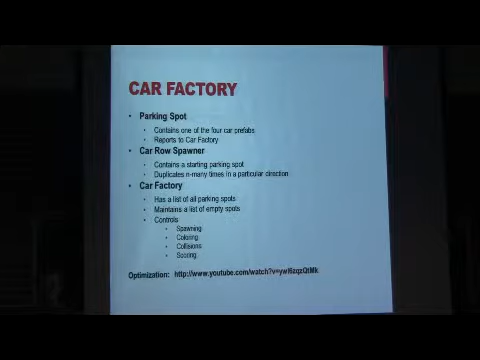 CAR FACTORY
• Parking Spot
• Contains one of the four car prefabs
• Reports to Car Factory
• Car Row Spawner
• Contains a starting parking spot
• Duplicates n-many times in a particular direction
• Car Factory
• Has a list of all parking spots
• Maintains a list of empty spots
• Controls
• Spawning
• Coloring
• Collisions
• Scoring
Optimization: